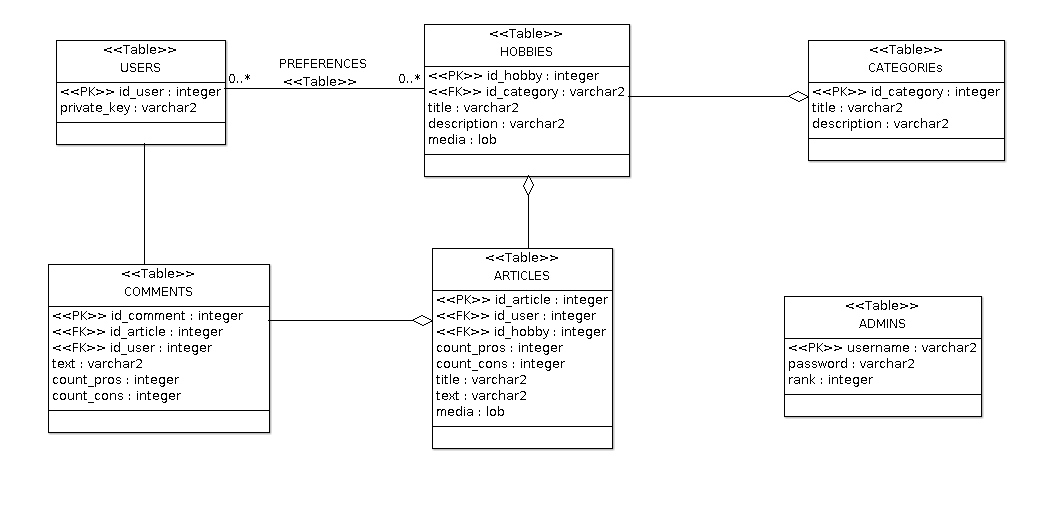 <<Table>>
USERS
<<PK>> id_user : integer
private_key : varchar2
0..*
PREFERENCES
<<Table>>
0..*
<<Table>>
HOBBIES
<<PK>> id_hobby : integer
<<FK>> id_category : varchar2
title : varchar2
description : varchar2
media : lob
<<Table>>
CATEGORIEs
<<PK>> id_category : integer
title : varchar2
description : varchar2
<<Table>>
COMMENTS
<<PK>> id_comment : integer
<<FK>> id_article : integer
<<FK>> id_user : integer
text : varchar2
count_pros : integer
count_cons : integer
<<Table>>
ARTICLES
<<PK>> id_article : integer
<<FK>> id_user : integer
<<FK>> id_hobby : integer
count_pros : integer
count_cons : integer
title : varchar2
text : varchar2
media : lob
<<Table>>
ADMINS
<<PK>> username : varchar2
password : varchar2
rank : integer